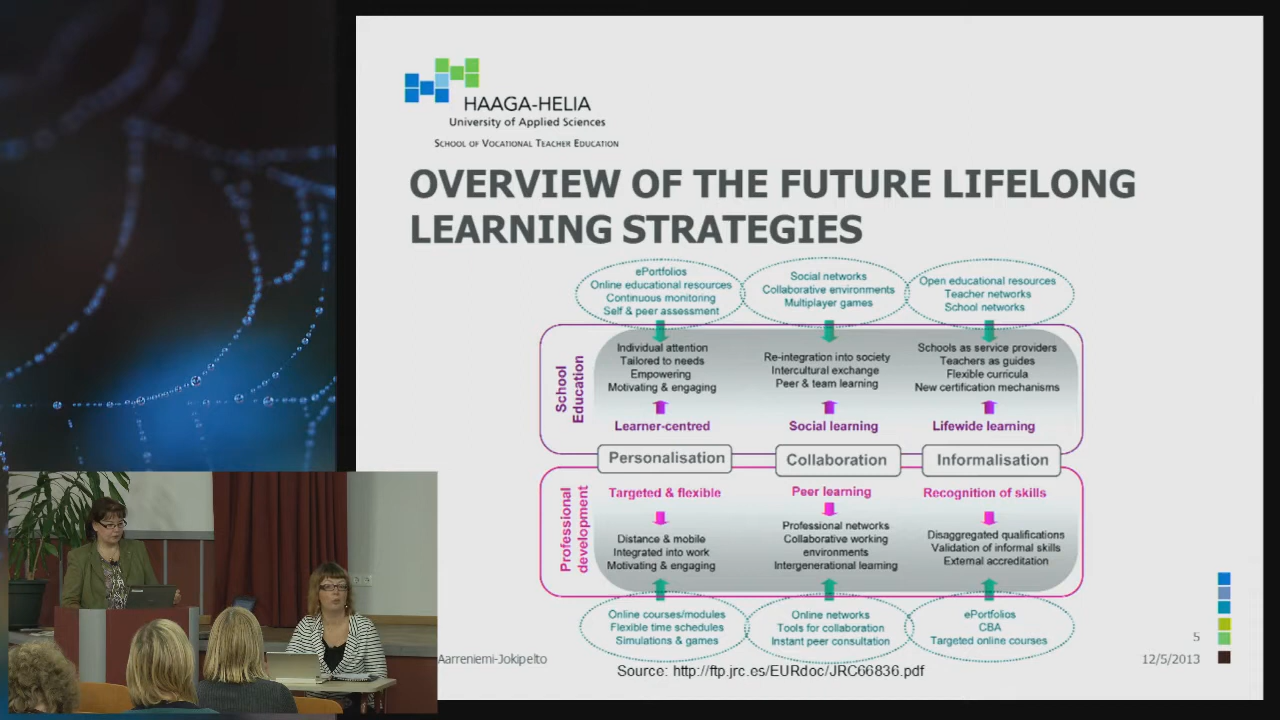 HAAGA-HELIA
University of Applied Sciences
SCHOOL OF VOCATIONAL TEACHER EDUCATION
OVERVIEW OF THE FUTURE LIFELONG
LEARNING STRATEGIES
ePortfolios
Online educational resources
Continuous monitoring
Self & peer assessment
Social networks
Collaborative environments
Multiplayer games
Open educational resources
Teacher networks
School networks
School
Education
Individual attention
Tailored to needs
Empowering
Motivating & engaging
Learner-centred
Re-integration into society
Intercultural exchange
Peer & team learning
Social learning
Schools as service providers
Teachers as guides
Flexible curricula
New certification mechanisms
Lifewide learning
Personalisation
Collaboration
Informalisation
Professional
development
Targeted & flexible
Distance & mobile
Integrated into work
Motivating & engaging
Peer learning
Professional networks
Collaborative working
environments
Intergenerational learning
Recognition of skills
Disaggregated qualifications
Validation of informal skills
External accreditation
Online courses/modules
Flexible time schedules
Simulations & games
Online networks
Tools for collaboration
Instant peer consultation
ePortfolios
CBA
Targeted online courses
5
Aarreniemi-Jokipelto
12/5/2013
Source: http://ftp.jrc.es/EURdoc/JRC66836.pdf